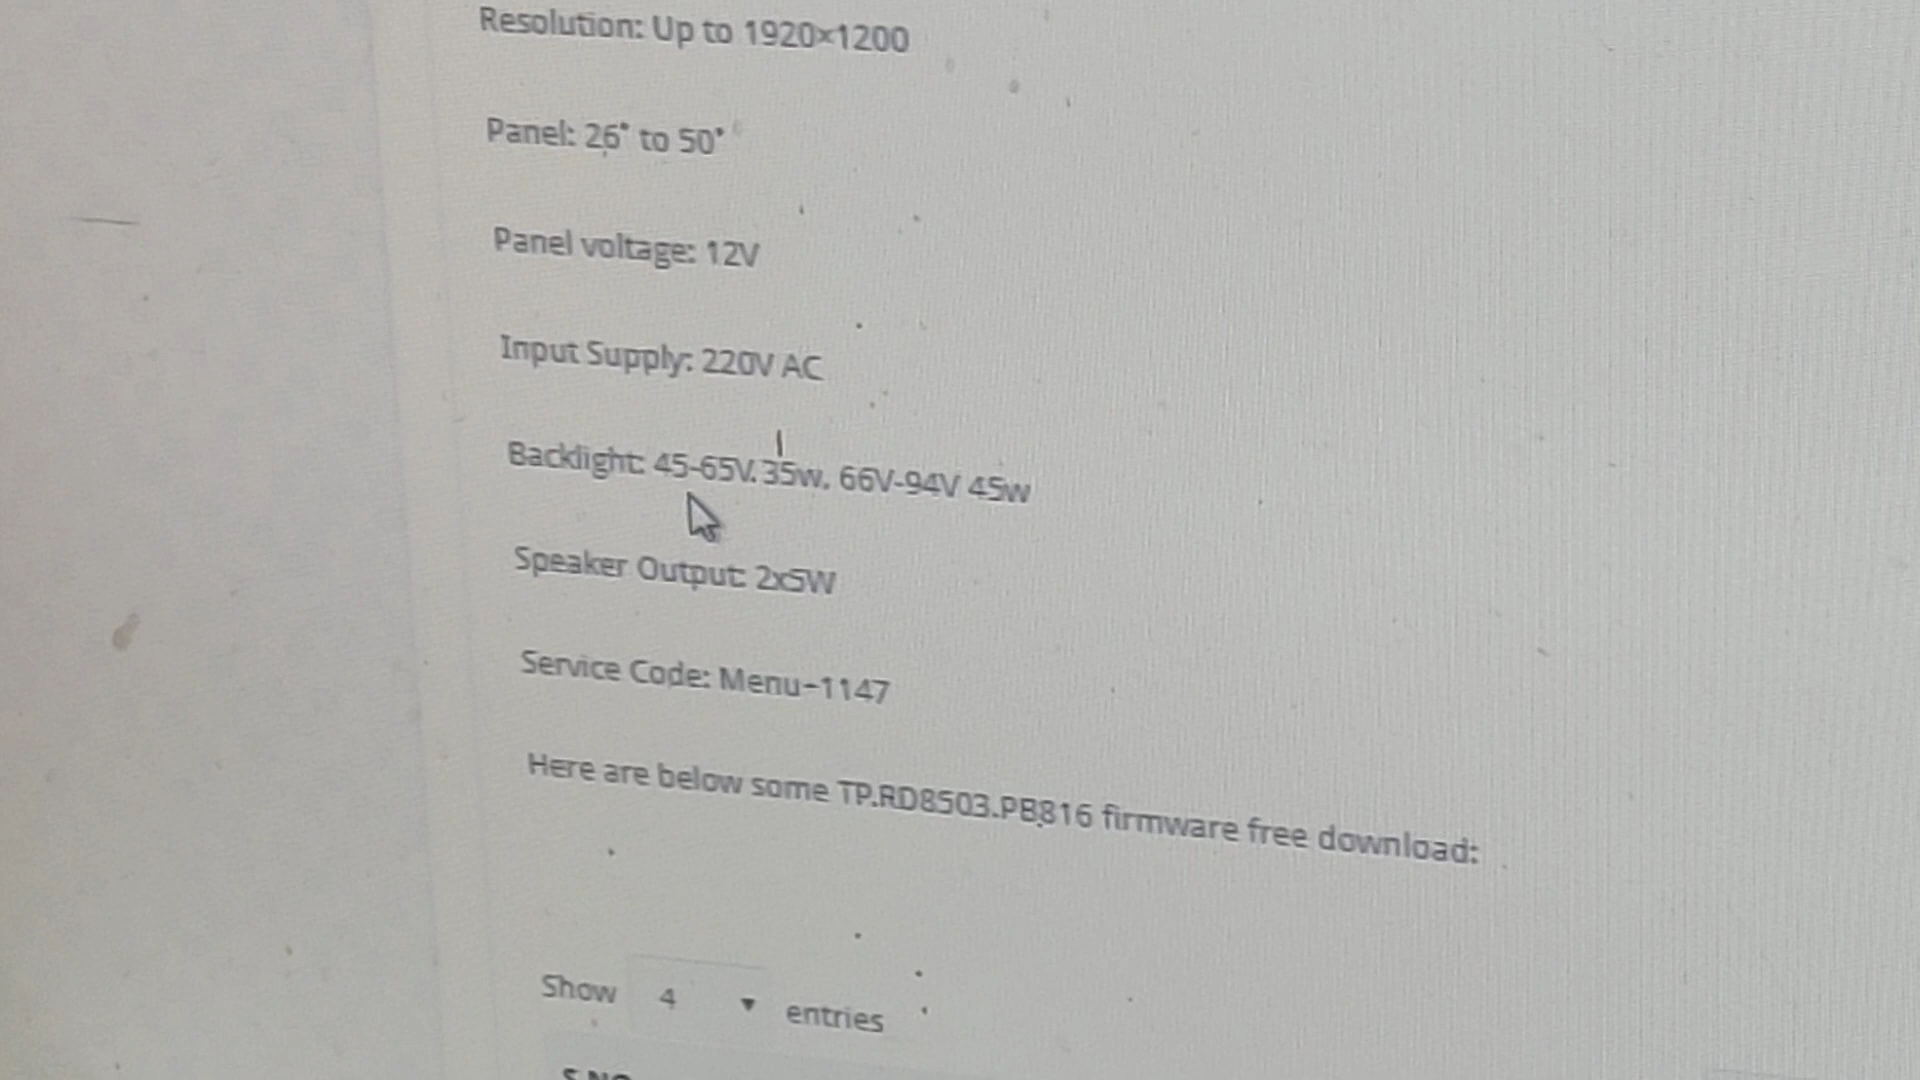 Resolution: Up to 1920×1200
Panel: 26" to 50"
Panel voltage: 12V
Input Supply: 220V AC
Backlight: 45-65V.35w, 66V-94V 45w
Speaker Output: 2x5W
Service Code: Menu–1147
Here are below some TP.RD8503.PB816 firmware free download:
Show 4 entries
S.NO